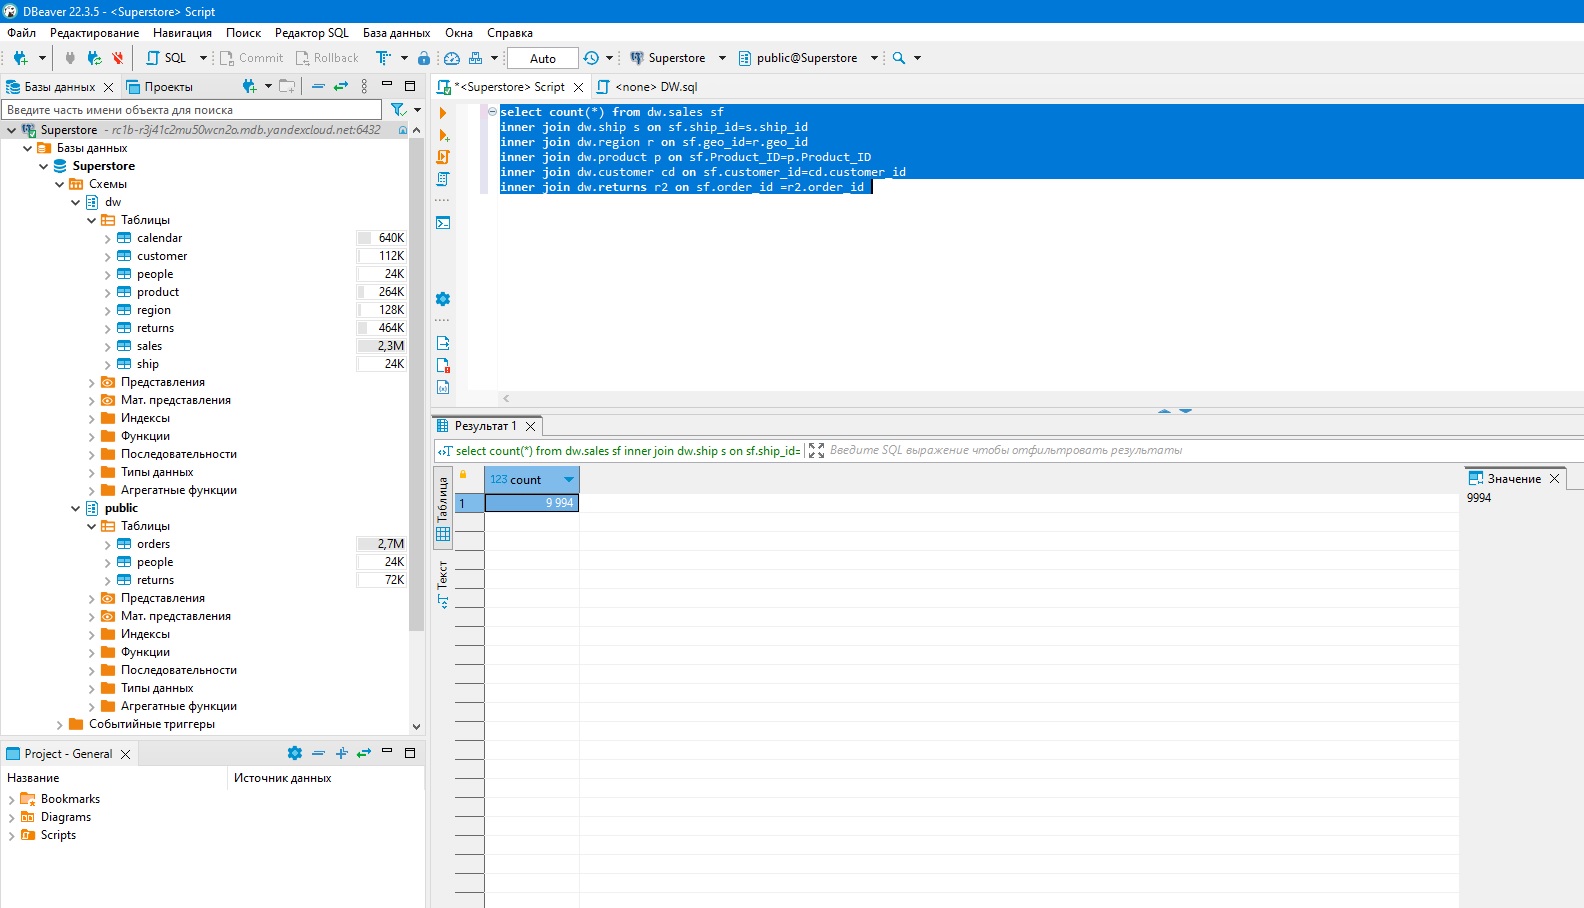 DBeaver 22.3.5 - <Superstore> Script
Файл Редактирование Навигация Поиск Редактор SQL База данных Окна Справка
SQL Commit Rollback Auto Superstore public@Superstore
Базы данных Проекты
Введите часть имени объекта для поиска
Superstore - rc1b-r3j41c2mu50wcn2o.mdb.yandexcloud.net:6432
Базы данных
Superstore
Схемы
dw
Таблицы
calendar 640K
customer 112K
people 24K
product 264K
region 128K
returns 464K
sales 2,3M
ship 24K
Представления
Мат. представления
Индексы
Функции
Последовательности
Типы данных
Агрегатные функции
public
Таблицы
orders 2,7M
people 24K
returns 72K
Представления
Мат. представления
Индексы
Функции
Последовательности
Типы данных
Агрегатные функции
Событийные триггеры
Project - General
Название Источник данных
Bookmarks
Diagrams
Scripts
*<Superstore> Script <none> DW.sql
select count(*) from dw.sales sf
inner join dw.ship s on sf.ship_id=s.ship_id
inner join dw.region r on sf.geo_id=r.geo_id
inner join dw.product p on sf.Product_ID=p.Product_ID
inner join dw.customer cd on sf.customer_id=cd.customer_id
inner join dw.returns r2 on sf.order_id =r2.order_id
Результат 1
select count(*) from dw.sales sf inner join dw.ship s on sf.ship_id= Введите SQL выражение чтобы отфильтровать результаты
Таблица
Текст
123 count
1 9 994
Значение
9994